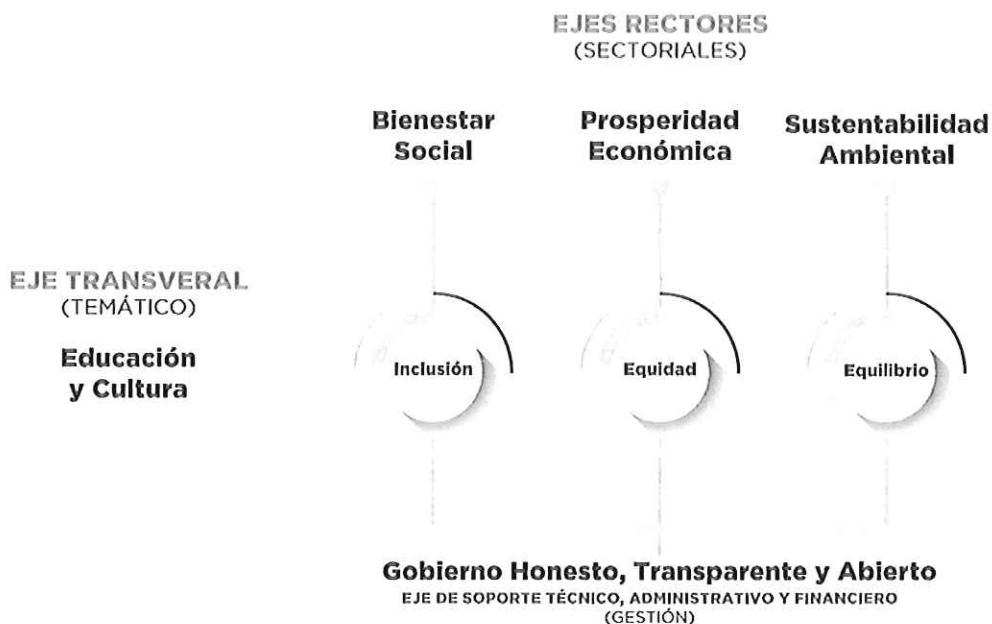 EJES RECTORES
(SECTORIALES)
Bienestar
Social
Prosperidad
Económica
Sustentabilidad
Ambiental
EJE TRANSVERAL
(TEMÁTICO)
Educación
y Cultura
Inclusión
Equidad
Equilibrio
Gobierno Honesto, Transparente y Abierto
EJE DE SOPORTE TÉCNICO, ADMINISTRATIVO Y FINANCIERO
(GESTIÓN)